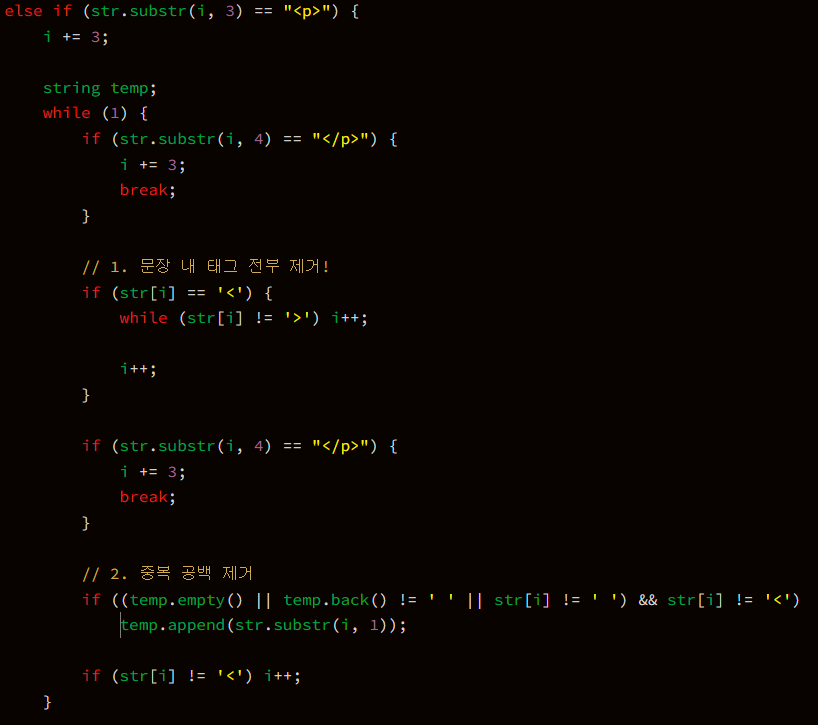 else if (str.substr(i, 3) == "<p>") {
i += 3;
string temp;
while (1) {
if (str.substr(i, 4) == "</p>") {
i += 3;
break;
}
// 1. 문장 내 태그 전부 제거!
if (str[i] == '<') {
while (str[i] != '>') i++;
i++;
}
if (str.substr(i, 4) == "</p>") {
i += 3;
break;
}
// 2. 중복 공백 제거
if ((temp.empty() || temp.back() != ' ' || str[i] != ' ') && str[i] != '<')
temp.append(str.substr(i, 1));
if (str[i] != '<') i++;
}